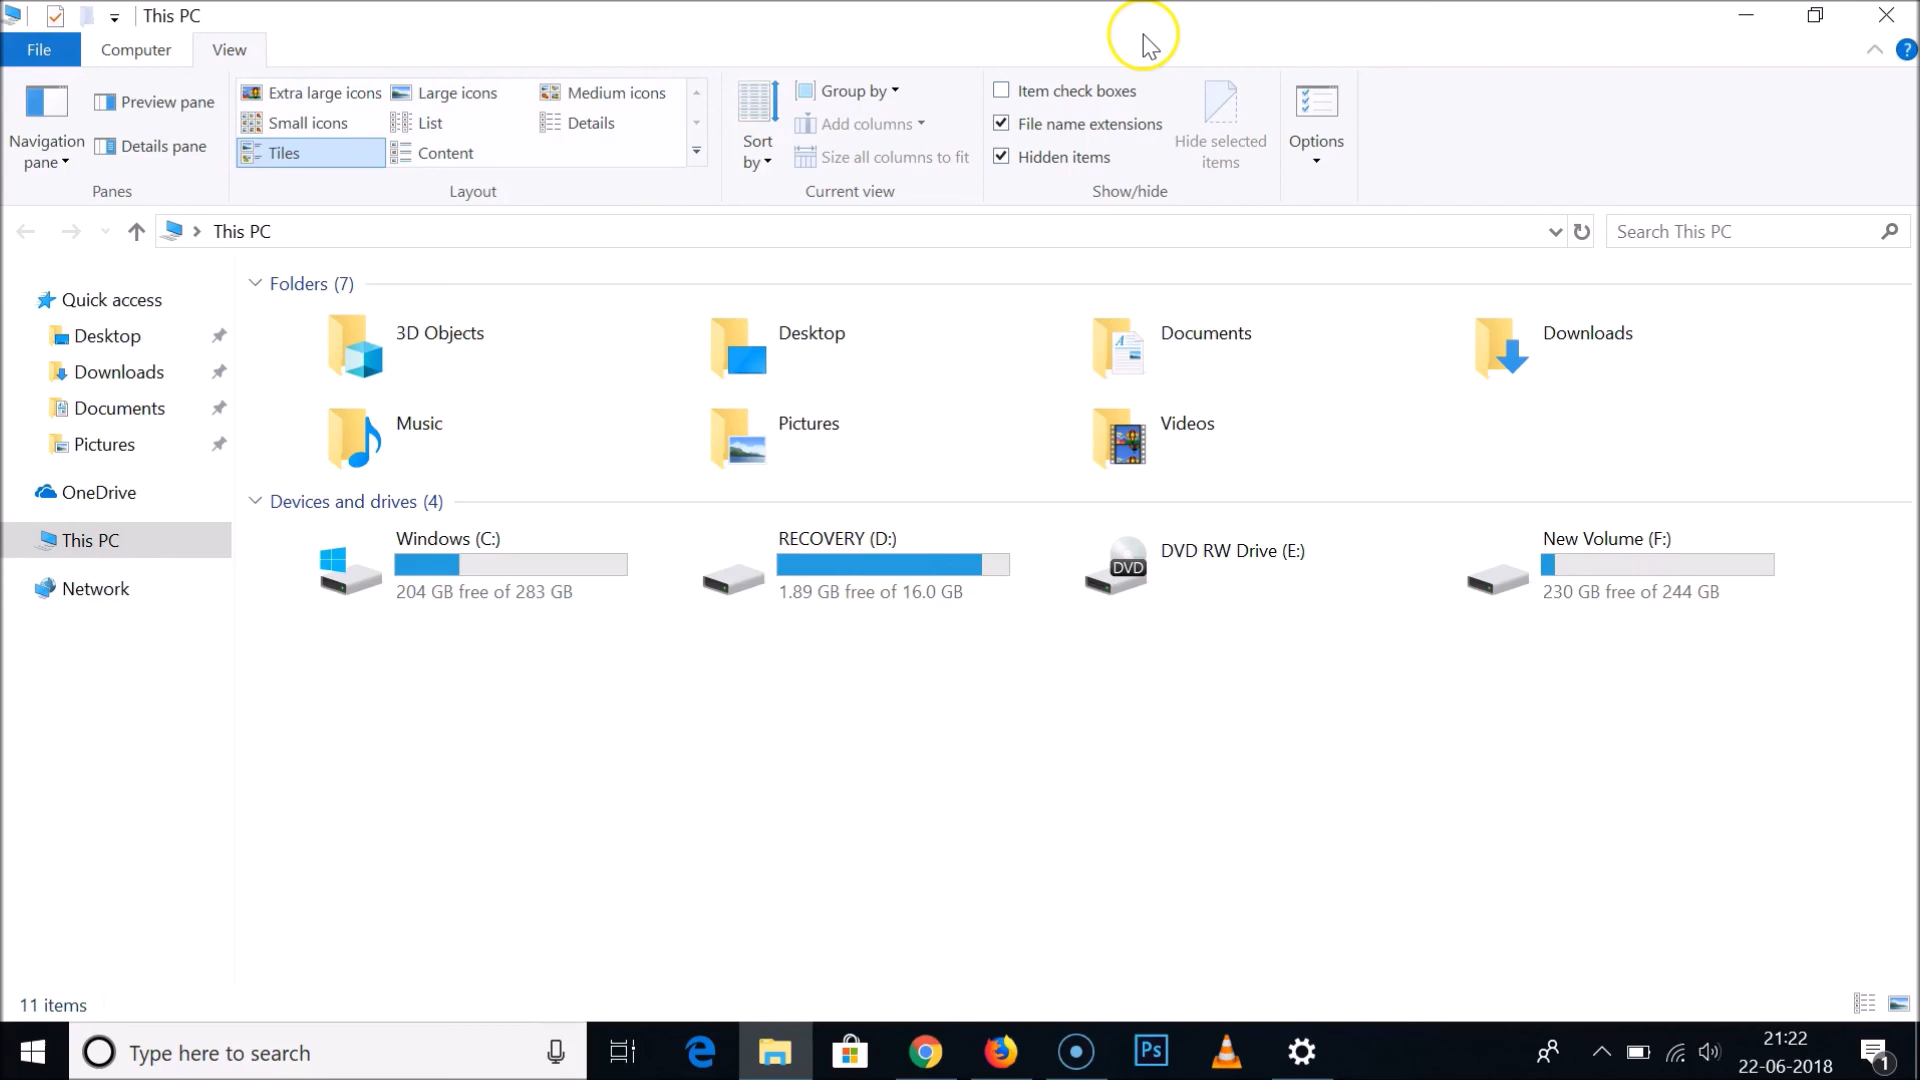 This PC
File
Computer
View
Navigation pane
Preview pane
Details pane
Panes
Extra large icons
Large icons
Medium icons
Small icons
List
Details
Tiles
Content
Layout
Sort by
Group by
Add columns
Size all columns to fit
Current view
Item check boxes
File name extensions
Hidden items
Hide selected items
Show/hide
Options
?
This PC
Search This PC
Quick access
Desktop
Downloads
Documents
Pictures
OneDrive
This PC
Network
Folders (7)
3D Objects
Desktop
Documents
Downloads
Music
Pictures
Videos
Devices and drives (4)
Windows (C:)
204 GB free of 283 GB
RECOVERY (D:)
1.89 GB free of 16.0 GB
DVD
DVD RW Drive (E:)
New Volume (F:)
230 GB free of 244 GB
11 items
Type here to search
Ps
21:22
22-06-2018
1